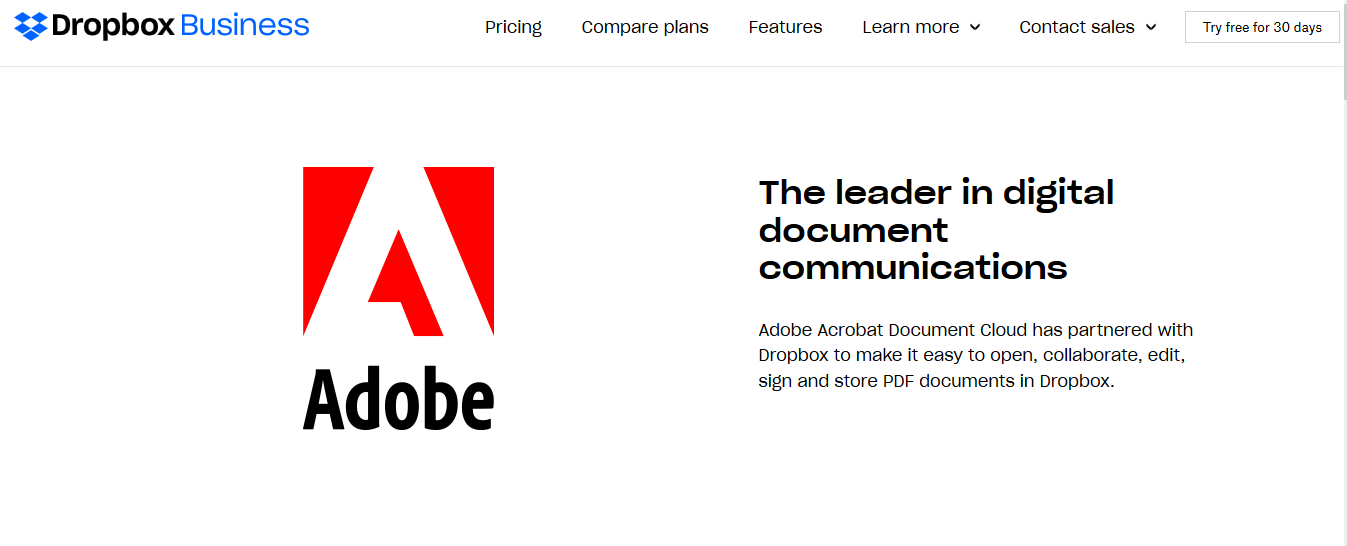 Dropbox Business
Pricing
Compare plans
Features
Learn more
Contact sales
Try free for 30 days
Adobe
The leader in digital
document
communications
Adobe Acrobat Document Cloud has partnered with
Dropbox to make it easy to open, collaborate, edit,
sign and store PDF documents in Dropbox.